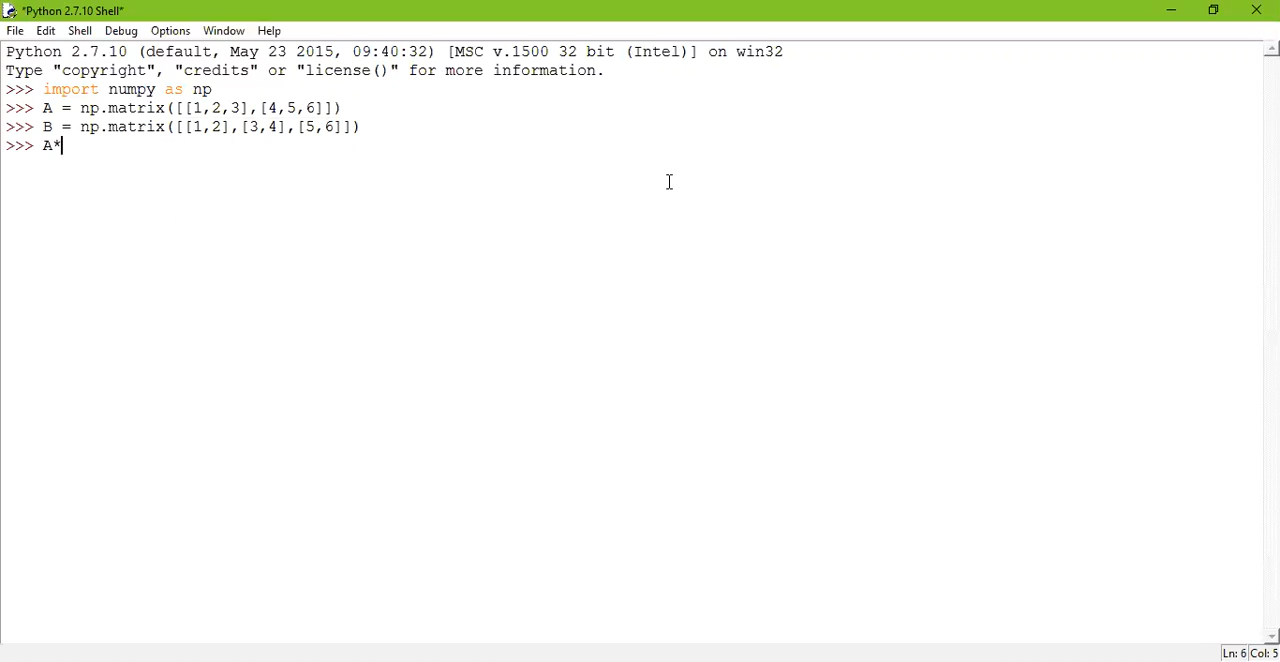 *Python 2.7.10 Shell*
File Edit Shell Debug Options Window Help
Python 2.7.10 (default, May 23 2015, 09:40:32) [MSC v.1500 32 bit (Intel)] on win32
Type "copyright", "credits" or "license()" for more information.
>>> import numpy as np
>>> A = np.matrix([[1,2,3],[4,5,6]])
>>> B = np.matrix([[1,2],[3,4],[5,6]])
>>> A*
Ln: 6 Col: 5